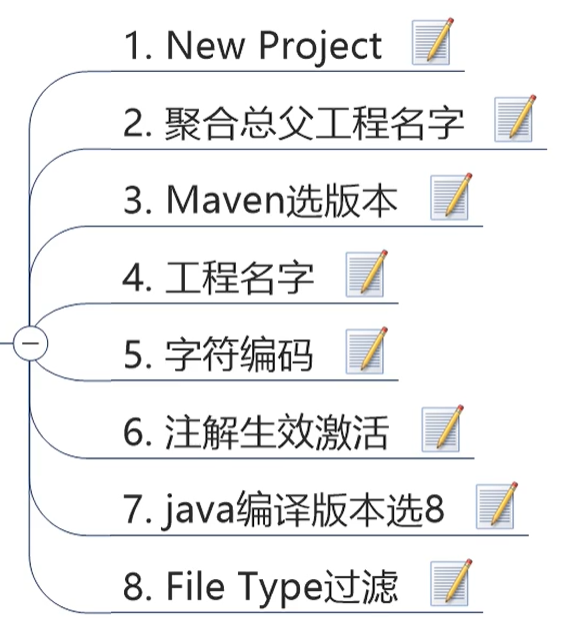 1. New Project
2. 聚合总父工程名字
3. Maven选版本
4. 工程名字
5. 字符编码
6. 注解生效激活
7. java编译版本选8
8. File Type过滤